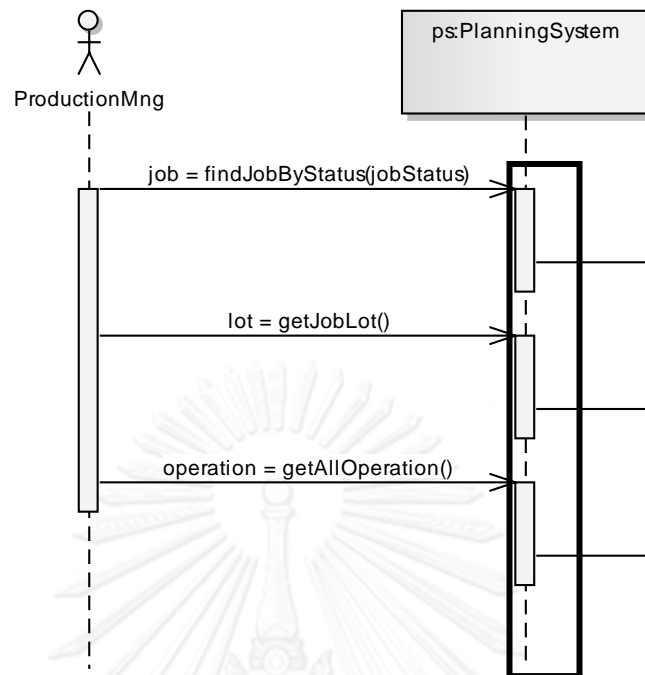 ps:PlanningSystem
ProductionMng
job = findJobByStatus(jobStatus)
lot = getJobLot()
operation = getAllOperation()